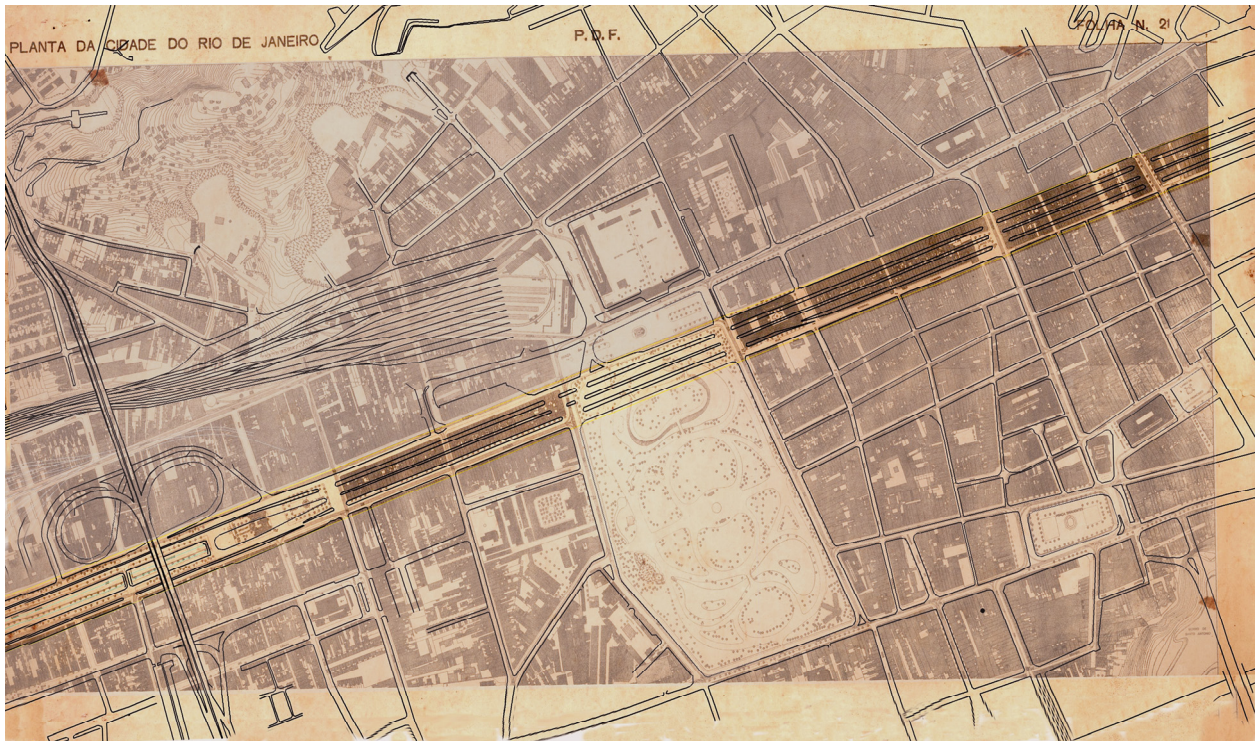 PLANTA DA CIDADE DO RIO DE JANEIRO
P. D. F.
FOLHA N. 21